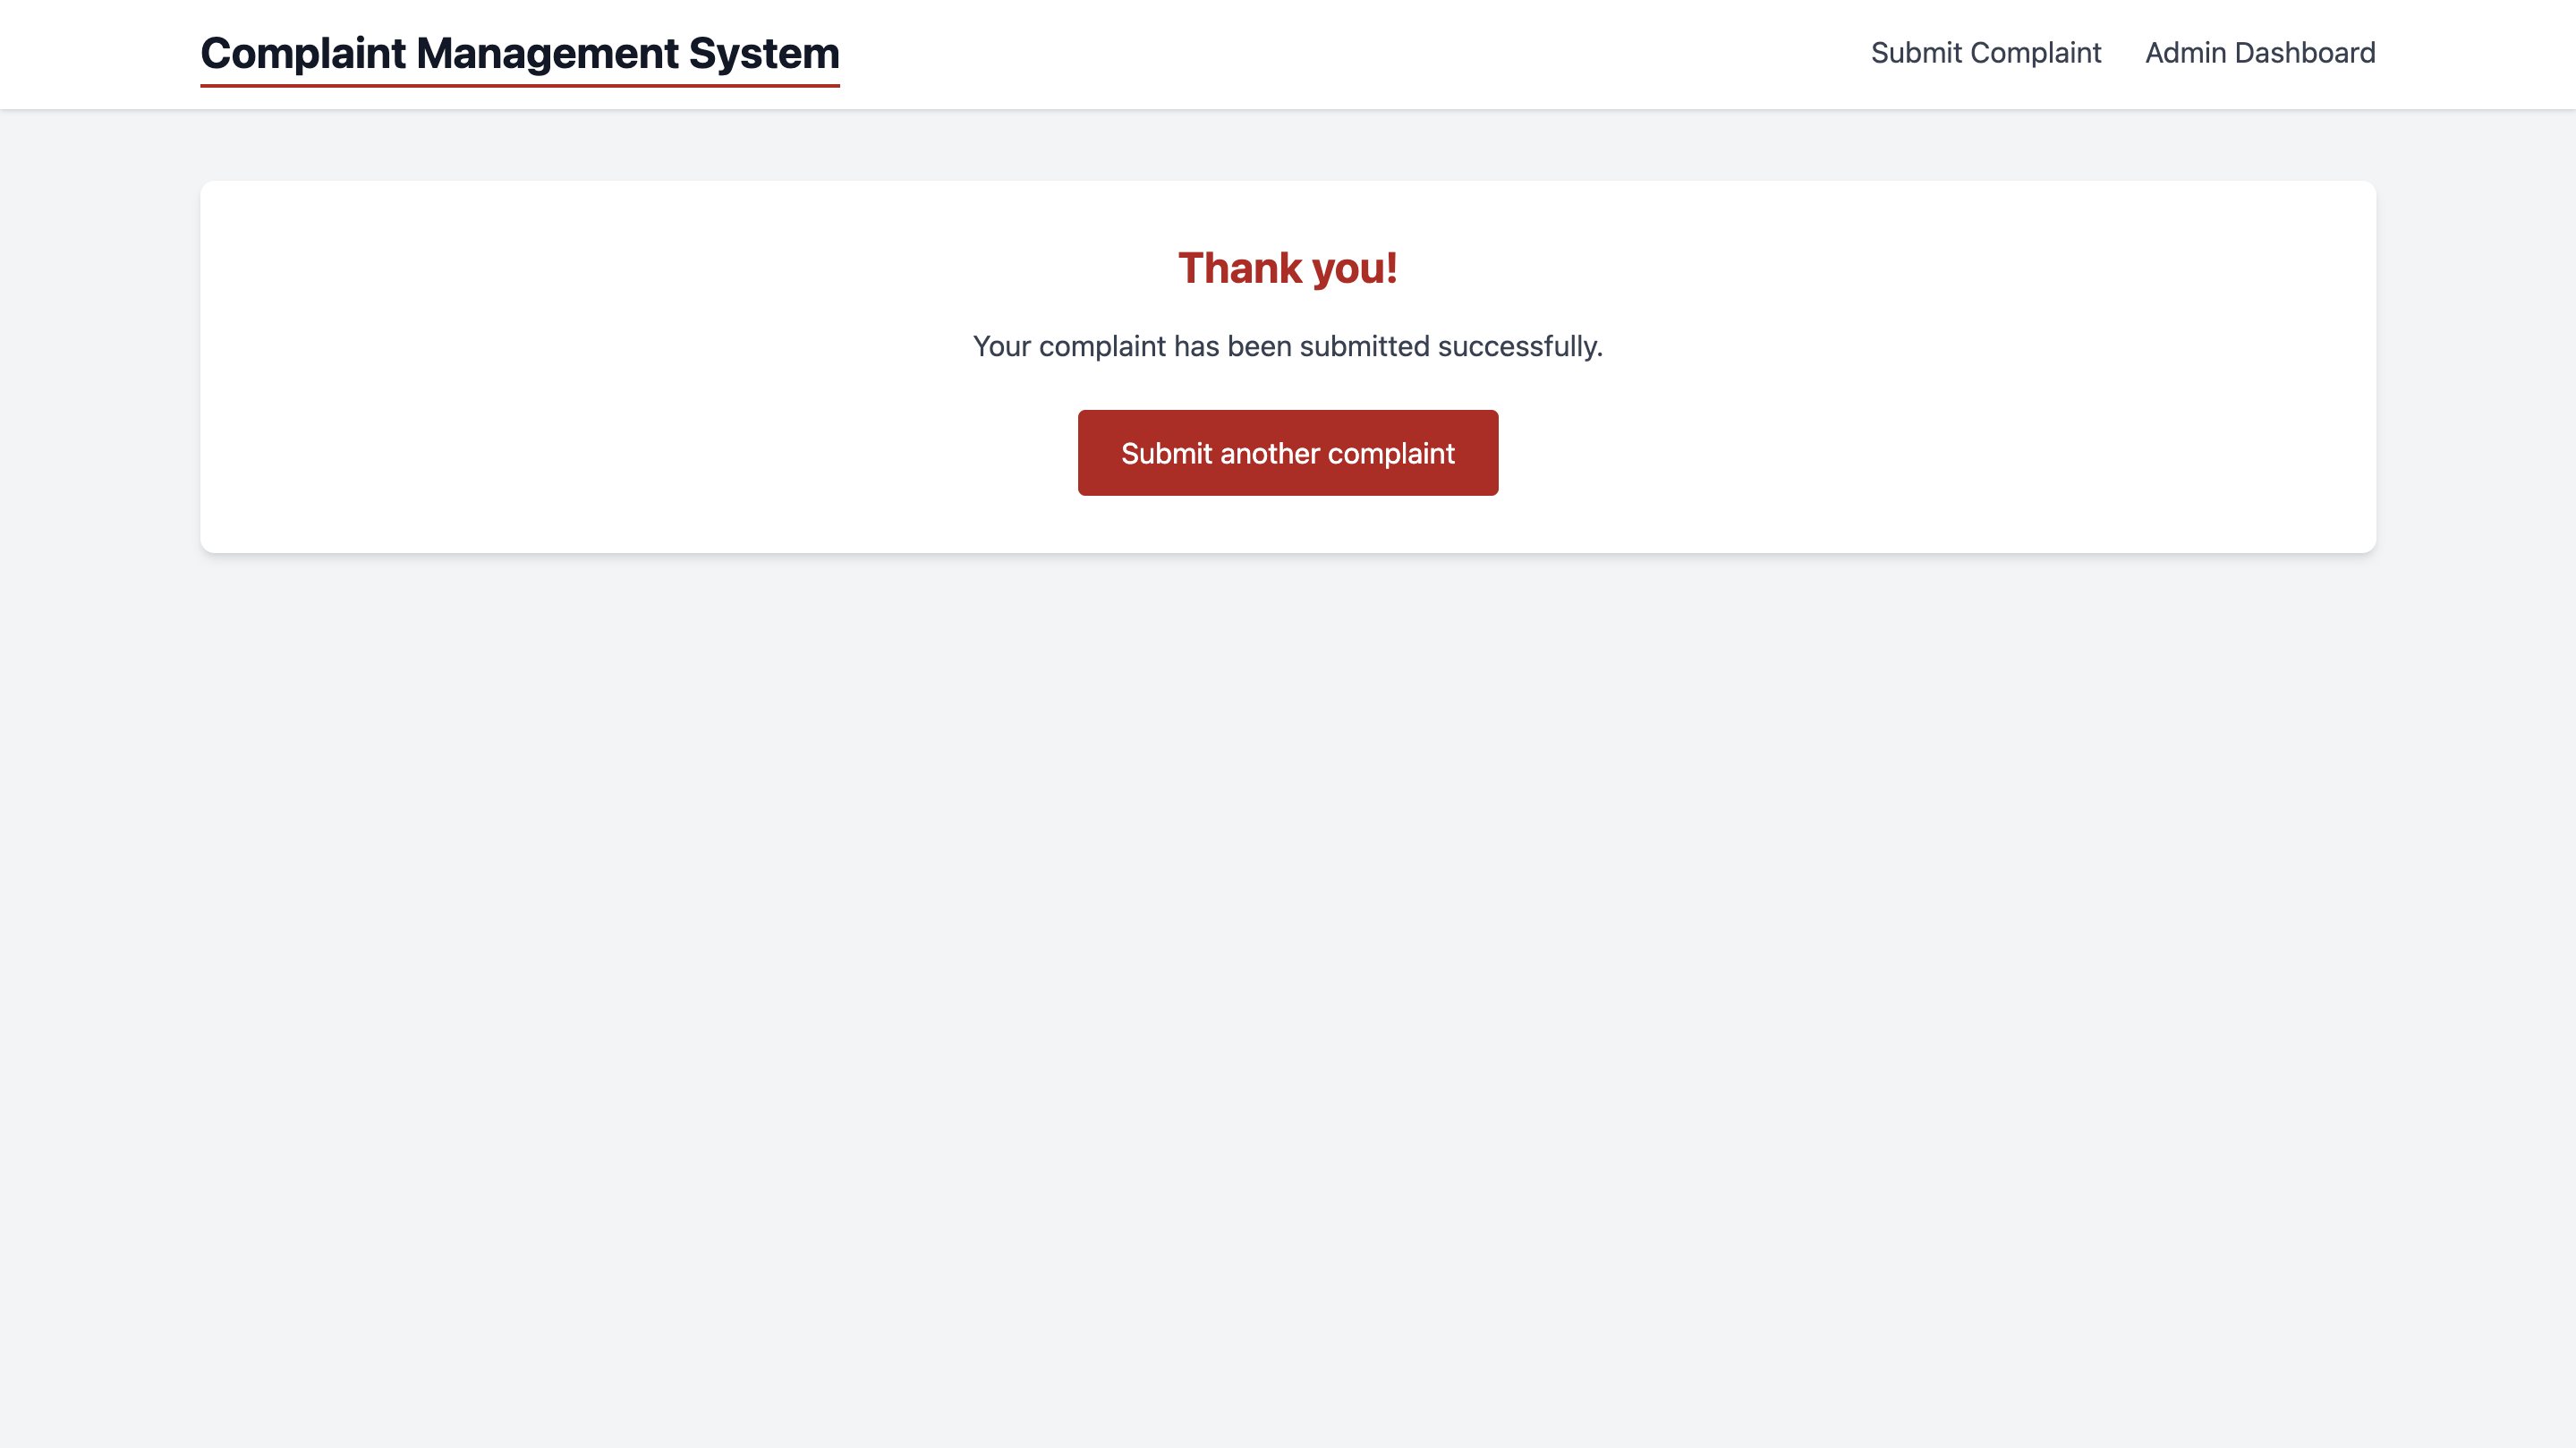 Complaint Management System
Submit Complaint
Admin Dashboard
Thank you!
Your complaint has been submitted successfully.
Submit another complaint